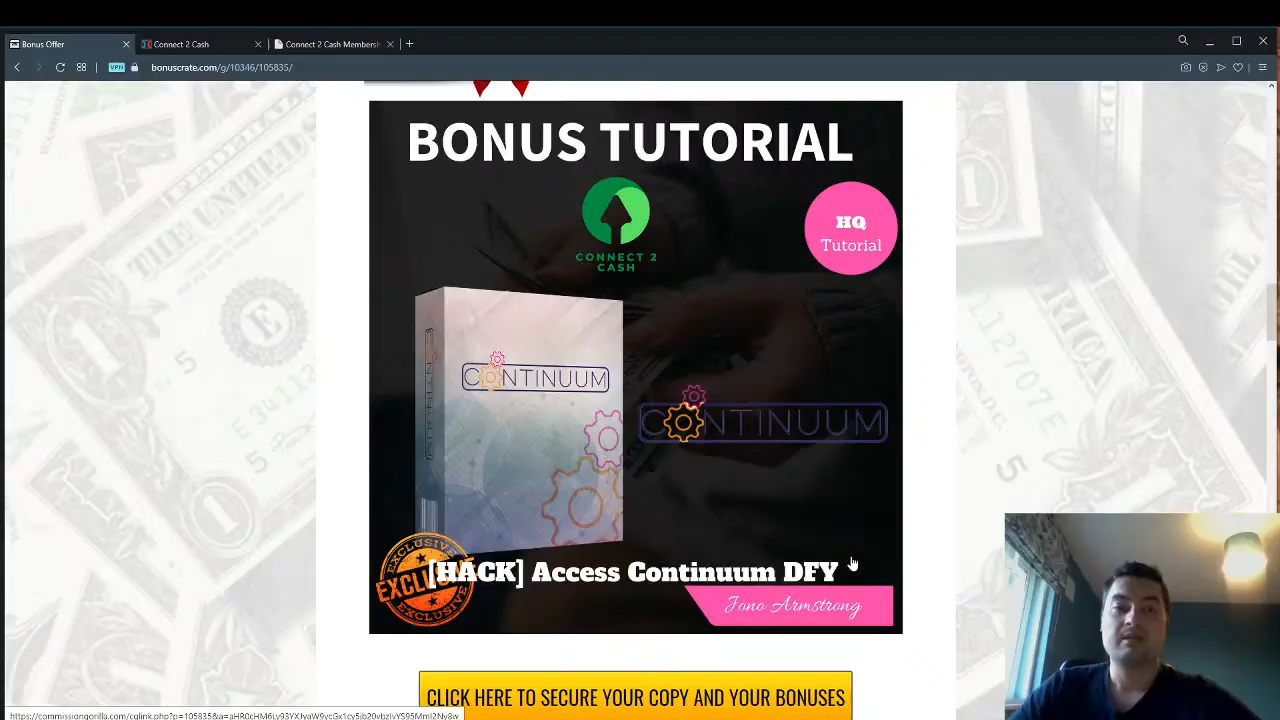 Bonus Offer
Connect 2 Cash
Connect 2 Cash Membersh
VPN
bonuscrate.com/g/10346/105835/
BONUS TUTORIAL
HQ
Tutorial
CONNECT 2
CASH
CONTINUUM
CONTINUUM
CONTINUUM
EXCLUSIVE
[HACK] Access Continuum DFY
Jono Armstrong
CLICK HERE TO SECURE YOUR COPY AND YOUR BONUSES